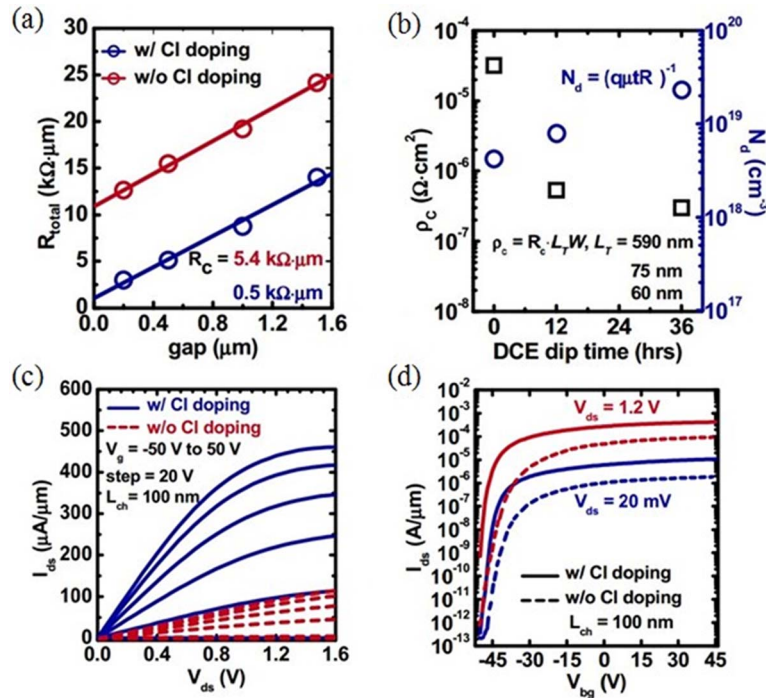 (a)
30
25
20
15
10
5
0
R_total (kΩ·μm)
w/ Cl doping
w/o Cl doping
R_C = 5.4 kΩ·μm
0.5 kΩ·μm
0.0 0.4 0.8 1.2 1.6
gap (μm)
(b)
10^-4
10^-5
10^-6
10^-7
10^-8
ρ_C (Ω·cm^2)
N_d = (qμtR )^-1
ρ_c = R_c·L_TW, L_T = 590 nm
75 nm
60 nm
10^20
10^19
10^18
10^17
N_d (cm^-3)
0 12 24 36
DCE dip time (hrs)
(c)
600
500
400
300
200
100
0
I_ds (μA/μm)
w/ Cl doping
w/o Cl doping
V_g = -50 V to 50 V
step = 20 V
L_ch = 100 nm
0.0 0.4 0.8 1.2 1.6
V_ds (V)
(d)
10^-2
10^-3
10^-4
10^-5
10^-6
10^-7
10^-8
10^-9
10^-10
10^-11
10^-12
10^-13
I_ds (A/μm)
V_ds = 1.2 V
V_ds = 20 mV
w/ Cl doping
w/o Cl doping
L_ch = 100 nm
-45 -30 -15 0 15 30 45
V_bg (V)